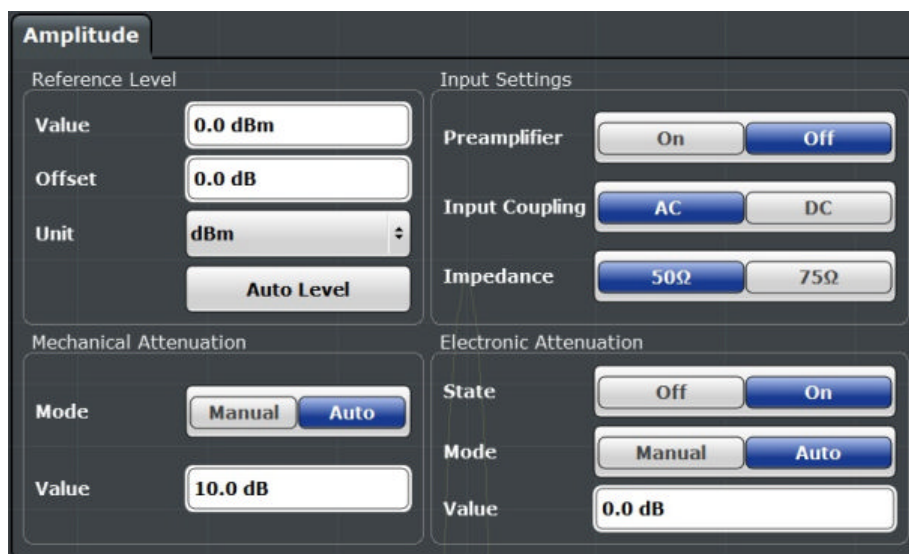 Amplitude
Reference Level
Value 0.0 dBm
Offset 0.0 dB
Unit dBm
Auto Level
Input Settings
Preamplifier On Off
Input Coupling AC DC
Impedance 50Ω 75Ω
Mechanical Attenuation
Mode Manual Auto
Value 10.0 dB
Electronic Attenuation
State Off On
Mode Manual Auto
Value 0.0 dB